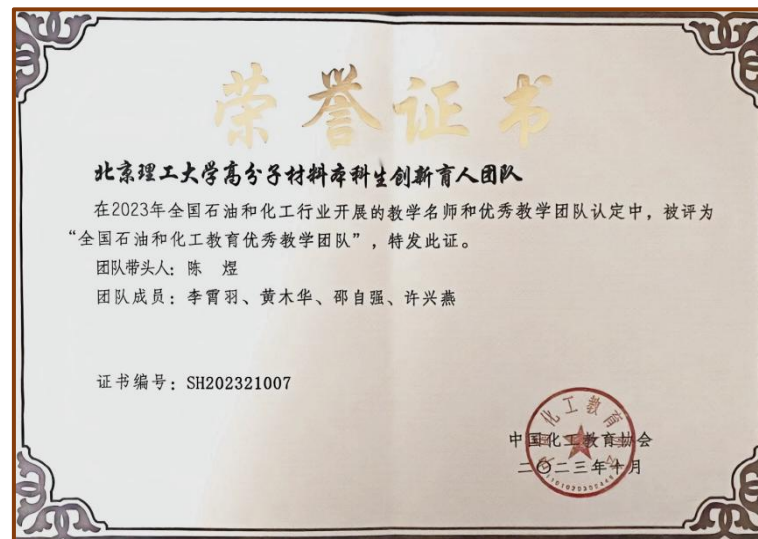 荣誉证书
北京理工大学高分子材料本科生创新育人团队
在2023年全国石油和化工行业开展的教学名师和优秀教学团队认定中，被评为
“全国石油和化工教育优秀教学团队”，特发此证。
团队带头人：陈 煜
团队成员：李霄羽、黄木华、邵自强、许兴燕
证书编号：SH202321007
中国化工教育协会
二〇二三年十月